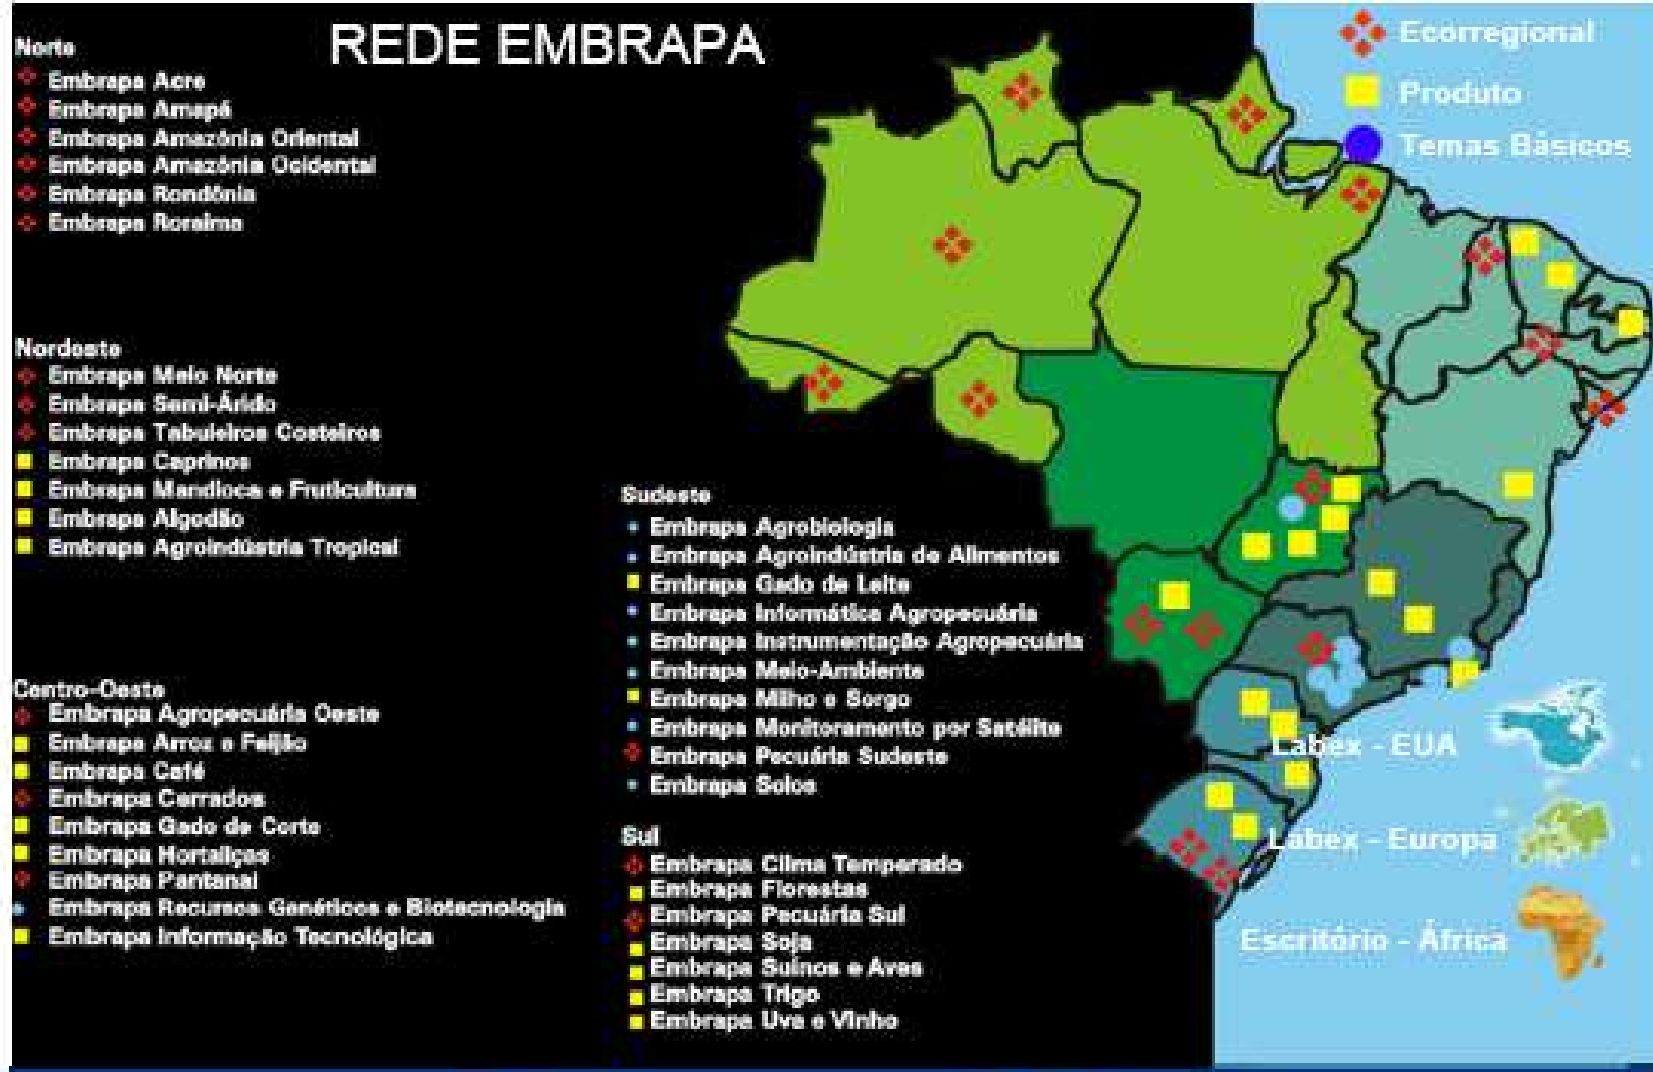 REDE EMBRAPA
Norte
Embrapa Acre
Embrapa Amapá
Embrapa Amazônia Oriental
Embrapa Amazônia Ocidental
Embrapa Rondônia
Embrapa Roraima
Nordeste
Embrapa Meio Norte
Embrapa Semi-Árido
Embrapa Tabuleiros Costeiros
Embrapa Caprinos
Embrapa Mandioca e Fruticultura
Embrapa Algodão
Embrapa Agroindústria Tropical
Centro-Oeste
Embrapa Agropecuária Oeste
Embrapa Arroz e Feijão
Embrapa Café
Embrapa Cerrados
Embrapa Gado de Corte
Embrapa Hortaliças
Embrapa Pantanal
Embrapa Recursos Genéticos e Biotecnologia
Embrapa Informação Tecnológica
Sudeste
Embrapa Agrobiologia
Embrapa Agroindústria de Alimentos
Embrapa Gado de Leite
Embrapa Informática Agropecuária
Embrapa Instrumentação Agropecuária
Embrapa Meio-Ambiente
Embrapa Milho e Sorgo
Embrapa Monitoramento por Satélite
Embrapa Pecuária Sudeste
Embrapa Solos
Sul
Embrapa Clima Temperado
Embrapa Florestas
Embrapa Pecuária Sul
Embrapa Soja
Embrapa Suínos e Aves
Embrapa Trigo
Embrapa Uva e Vinho
Ecorregional
Produto
Temas Básicos
Labex - EUA
Labex - Europa
Escritório - África